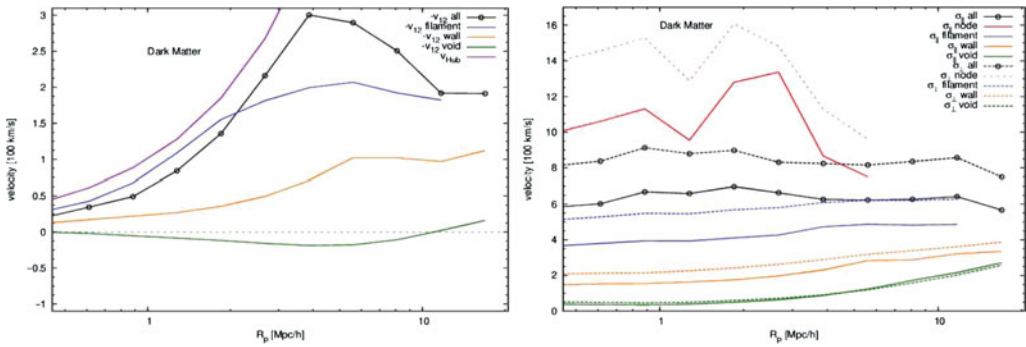 3
2.5
2
1.5
1
0.5
0
-0.5
-1
velocity [100 km/s]
Dark Matter
-v12 all
-v12 filament
-v12 wall
-v12 void
vHub
1
10
Rp [Mpc/h]
16
14
12
10
8
6
4
2
0
velocity [100 km/s]
Dark Matter
σ∥ all
σ∥ node
σ∥ filament
σ∥ wall
σ∥ void
σ⊥ all
σ⊥ node
σ⊥ filament
σ⊥ wall
σ⊥ void
1
10
Rp [Mpc/h]